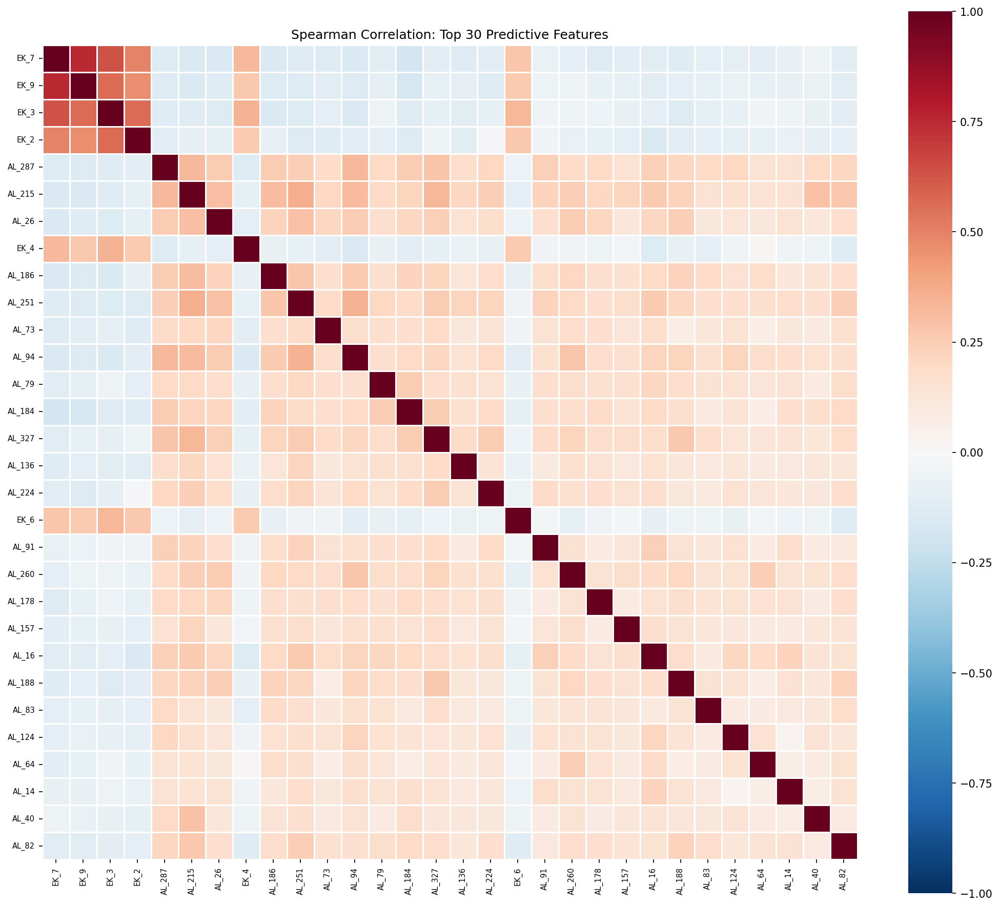 Spearman Correlation: Top 30 Predictive Features
EK_7
EK_9
EK_3
EK_2
AL_287
AL_215
AL_26
EK_4
AL_186
AL_251
AL_73
AL_94
AL_79
AL_184
AL_327
AL_136
AL_224
EK_6
AL_91
AL_260
AL_178
AL_157
AL_16
AL_188
AL_83
AL_124
AL_64
AL_14
AL_40
AL_82
EK_7
EK_9
EK_3
EK_2
AL_287
AL_215
AL_26
EK_4
AL_186
AL_251
AL_73
AL_94
AL_79
AL_184
AL_327
AL_136
AL_224
EK_6
AL_91
AL_260
AL_178
AL_157
AL_16
AL_188
AL_83
AL_124
AL_64
AL_14
AL_40
AL_82
1.00
0.75
0.50
0.25
0.00
−0.25
−0.50
−0.75
−1.00